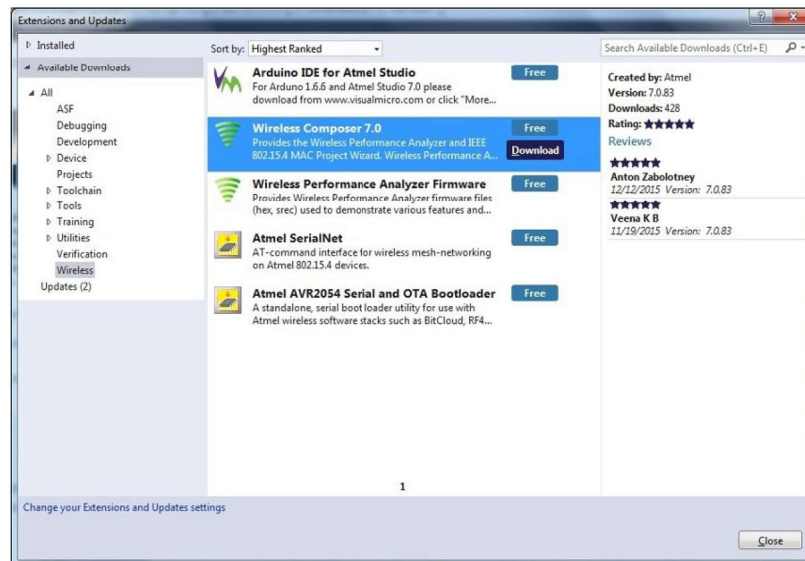 Extensions and Updates
Installed
Available Downloads
All
ASF
Debugging
Development
Device
Projects
Toolchain
Tools
Training
Utilities
Verification
Wireless
Updates (2)
Sort by: Highest Ranked
Arduino IDE for Atmel Studio
Free
For Arduino 1.6.6 and Atmel Studio 7.0 please
download from www.visualmicro.com or click "More...
Wireless Composer 7.0
Free
Provides the Wireless Performance Analyzer and IEEE
802.15.4 MAC Project Wizard. Wireless Performance A...
Download
Wireless Performance Analyzer Firmware
Free
Provides Wireless Performance Analyzer firmware files
(hex, srec) used to demonstrate various features and...
Atmel SerialNet
Free
AT-command interface for wireless mesh-networking
on Atmel 802.15.4 devices.
Atmel AVR2054 Serial and OTA Bootloader
Free
A standalone, serial boot loader utility for use with
Atmel wireless software stacks such as BitCloud, RF4...
1
Search Available Downloads (Ctrl+E)
Created by: Atmel
Version: 7.0.83
Downloads: 428
Rating: ★★★★★
Reviews
★★★★★
Anton Zabolotney
12/12/2015 Version: 7.0.83
★★★★★
Veena K B
11/19/2015 Version: 7.0.83
Change your Extensions and Updates settings
Close